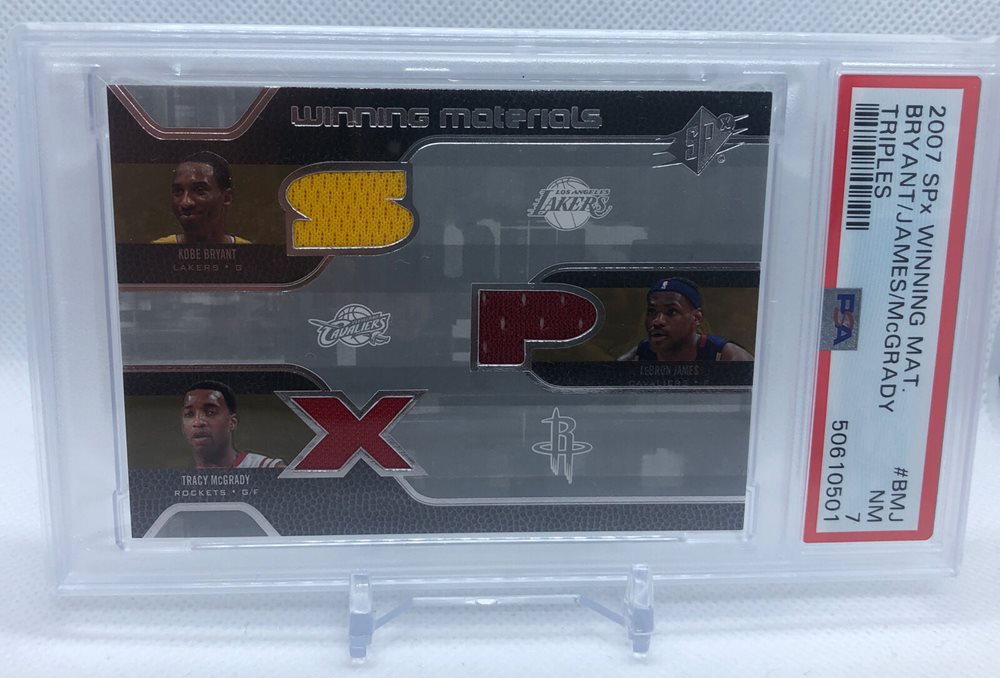 WINNING materials
SPx
KOBE BRYANT
LAKERS • G
LOS ANGELES
LAKERS
CAVALIERS
LEBRON JAMES
CAVALIERS • F
TRACY McGRADY
ROCKETS • G/F
R
2007 SPx WINNING MAT. #BMJ
BRYANT/JAMES/McGRADY NM
TRIPLES 7
PSA
50610501